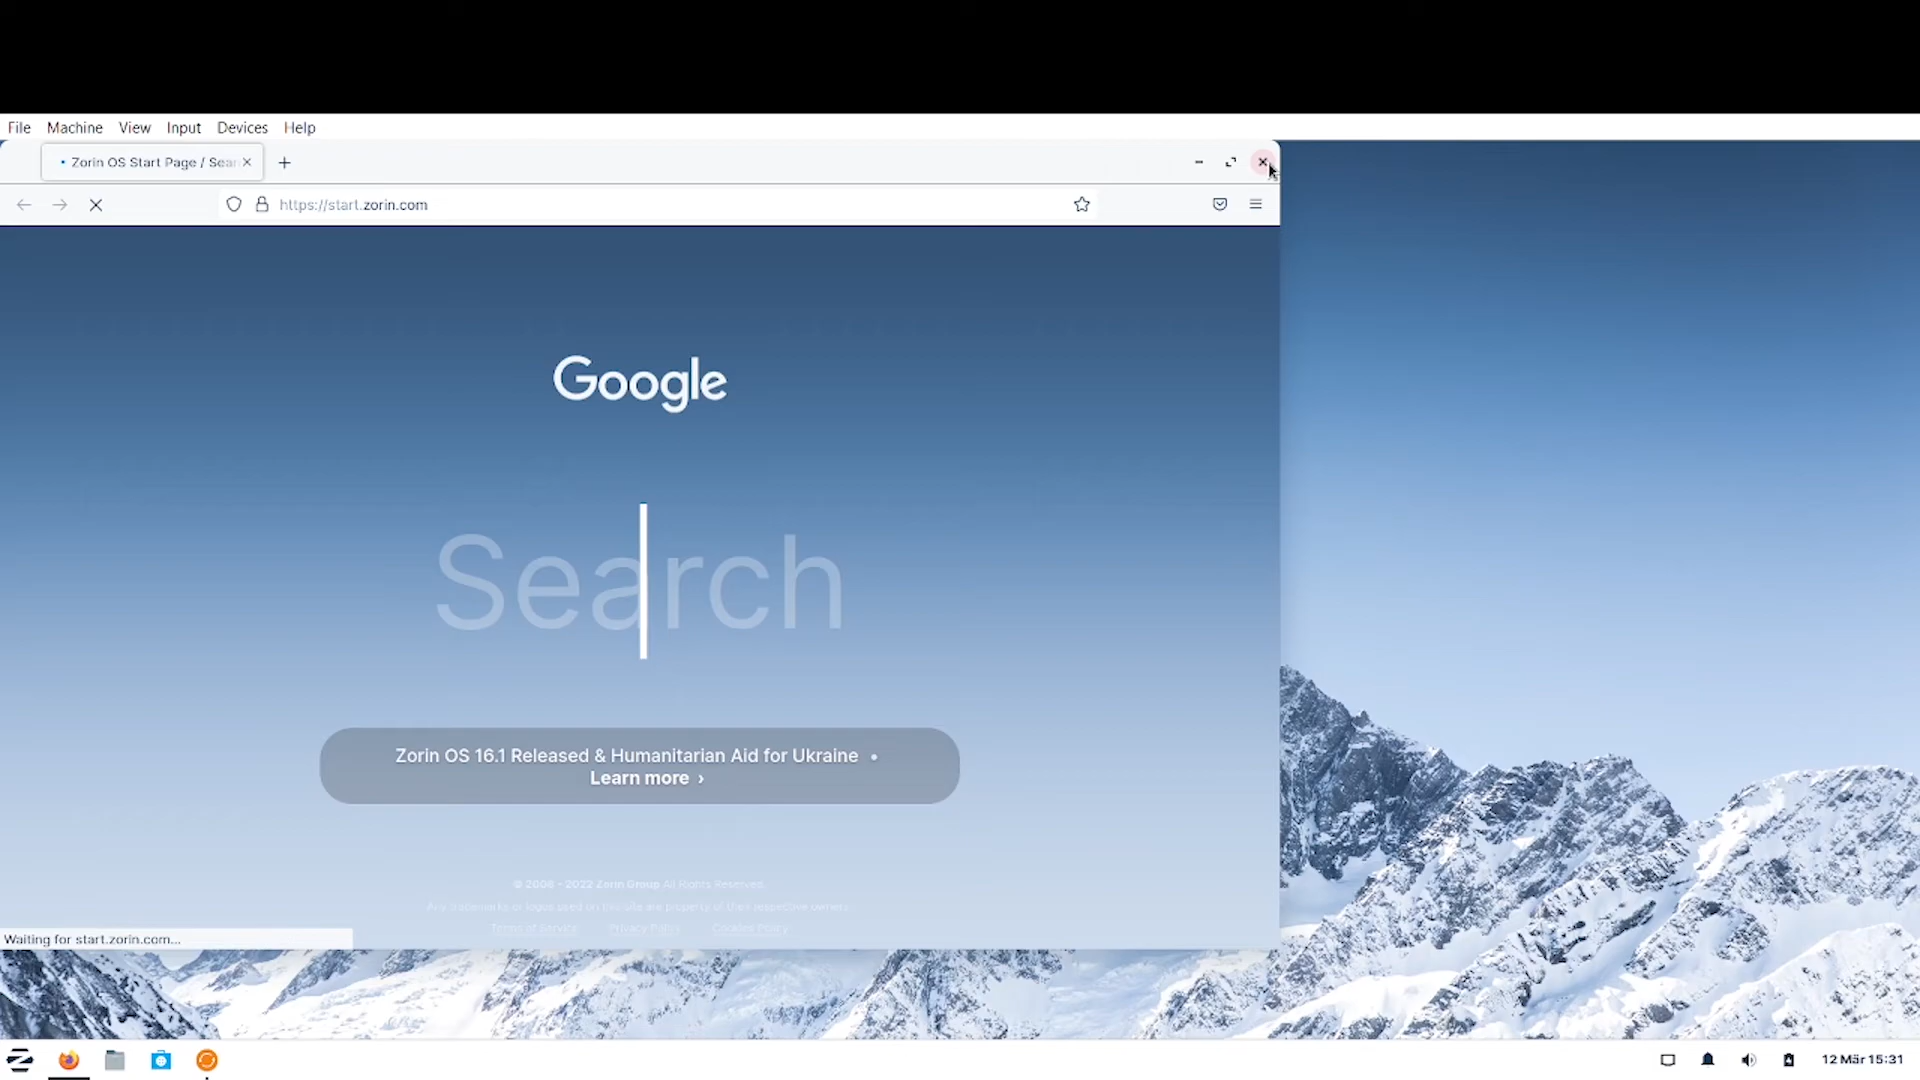 File Machine View Input Devices Help
Zorin OS Start Page / Sear
https://start.zorin.com
Google
Search
Zorin OS 16.1 Released & Humanitarian Aid for Ukraine •
Learn more ›
© 2008 - 2022 Zorin Group All Rights Reserved.
Any trademarks or logos used on this site are property of their respective owners.
Terms of Service Privacy Policy Cookies Policy
Waiting for start.zorin.com...
12 Mär 15:31